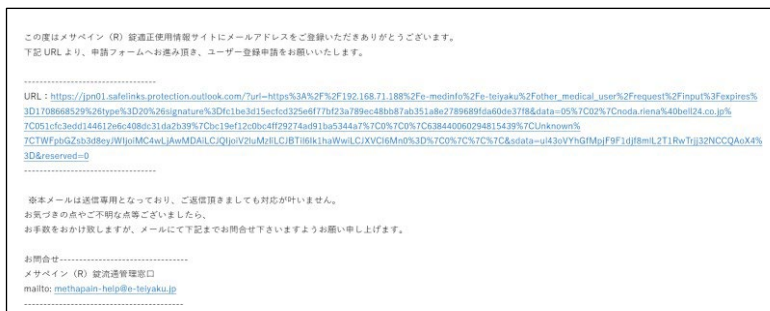 この度はメサペイン（R）錠適正使用情報サイトにメールアドレスをご登録いただきありがとうございます。
下記 URL より、申請フォームへお進み頂き、ユーザー登録申請をお願いいたします。
---------------------------------
URL：https://jpn01.safelinks.protection.outlook.com/?url=https%3A%2F%2F192.168.71.188%2Fe-medinfo%2Fe-teiyaku%2Fother_medical_user%2Frequest%2Finput%3Fexpires%
3D1708668529%26type%3D20%26signature%3Dfc1be3d15ecfcd325e6f77bf23a789ec48bb87ab351a8e2789689fda60de37f8&data=05%7C02%7Cnoda.riena%40bell24.co.jp%
7C051cfc3edd144612e6c408dc31da2b39%7Cbc19ef12c0bc4ff29274ad91ba5344a7%7C0%7C0%7C638440060294815439%7CUnknown%
7CTWFpbGZsb3d8eyJWIjoiMC4wLjAwMDAiLCJQIjoiV2luMzIiLCJBTiI6Ik1haWwiLCJXVCI6Mn0%3D%7C0%7C%7C%7C&sdata=ul43oVYhGfMpjF9F1djf8mlL2T1RwTrjj32NCCQAoX4%
3D&reserved=0
---------------------------------
※本メールは送信専用となっており、ご返信頂きましても対応が叶いません。
お気づきの点やご不明な点等ございましたら、
お手数をおかけ致しますが、メールにて下記までお問合せ下さいますようお願い申し上げます。
お問合せ--------------------------------
メサペイン（R）錠流通管理窓口
mailto: methapain-help@e-teiyaku.jp
----------------------------------------